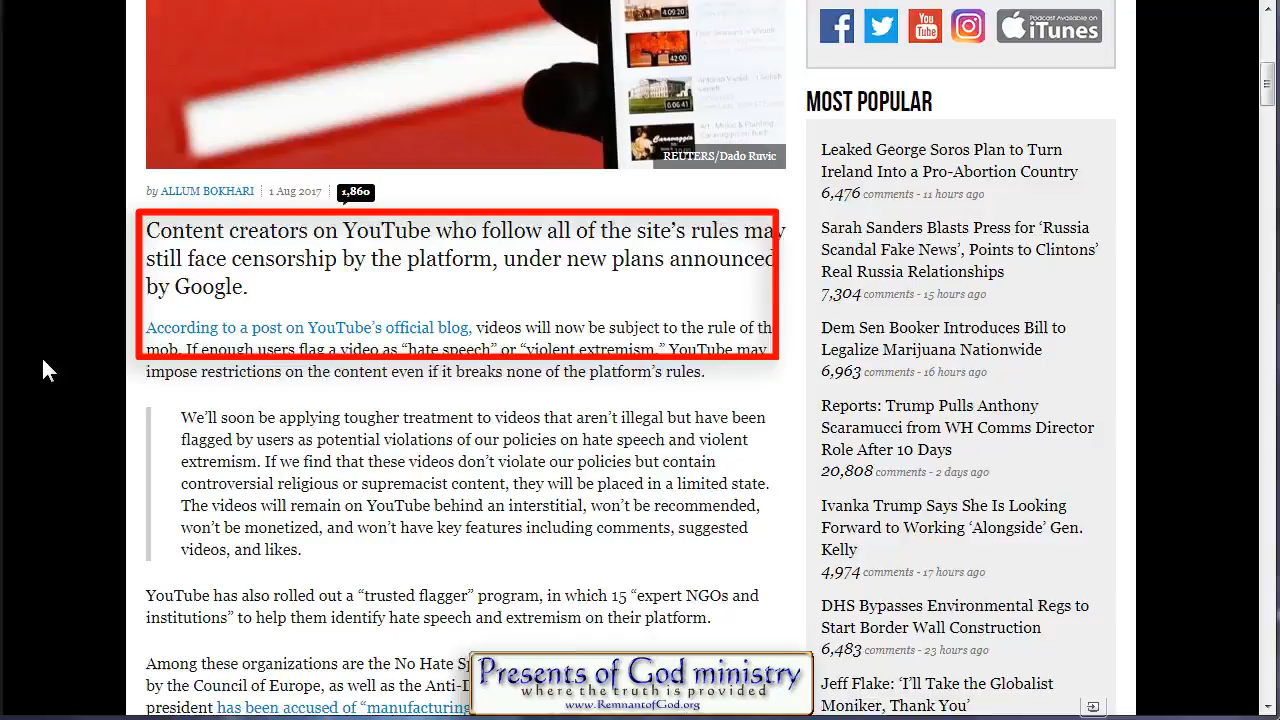 4:09:20
42:00
6:06:41
REUTERS/Dado Ruvic
by ALLUM BOKHARI | 1 Aug 2017 | 1,860
Content creators on YouTube who follow all of the site's rules may
still face censorship by the platform, under new plans announced
by Google.
According to a post on YouTube's official blog, videos will now be subject to the rule of th
mob. If enough users flag a video as “hate speech” or “violent extremism,” YouTube may
impose restrictions on the content even if it breaks none of the platform's rules.
We'll soon be applying tougher treatment to videos that aren't illegal but have been
flagged by users as potential violations of our policies on hate speech and violent
extremism. If we find that these videos don't violate our policies but contain
controversial religious or supremacist content, they will be placed in a limited state.
The videos will remain on YouTube behind an interstitial, won't be recommended,
won't be monetized, and won't have key features including comments, suggested
videos, and likes.
YouTube has also rolled out a “trusted flagger” program, in which 15 “expert NGOs and
institutions” to help them identify hate speech and extremism on their platform.
Among these organizations are the No Hate Sp
by the Council of Europe, as well as the Anti-D
president has been accused of “manufacturing
Presents of God ministry
where the truth is provided
www.RemnantofGod.org
You
Tube
Podcast Available on
iTunes
MOST POPULAR
Leaked George Soros Plan to Turn
Ireland Into a Pro-Abortion Country
6,476 comments - 11 hours ago
Sarah Sanders Blasts Press for ‘Russia
Scandal Fake News’, Points to Clintons’
Real Russia Relationships
7,304 comments - 15 hours ago
Dem Sen Booker Introduces Bill to
Legalize Marijuana Nationwide
6,963 comments - 16 hours ago
Reports: Trump Pulls Anthony
Scaramucci from WH Comms Director
Role After 10 Days
20,808 comments - 2 days ago
Ivanka Trump Says She Is Looking
Forward to Working ‘Alongside’ Gen.
Kelly
4,974 comments - 17 hours ago
DHS Bypasses Environmental Regs to
Start Border Wall Construction
6,483 comments - 23 hours ago
Jeff Flake: ‘I'll Take the Globalist
Moniker, Thank You’